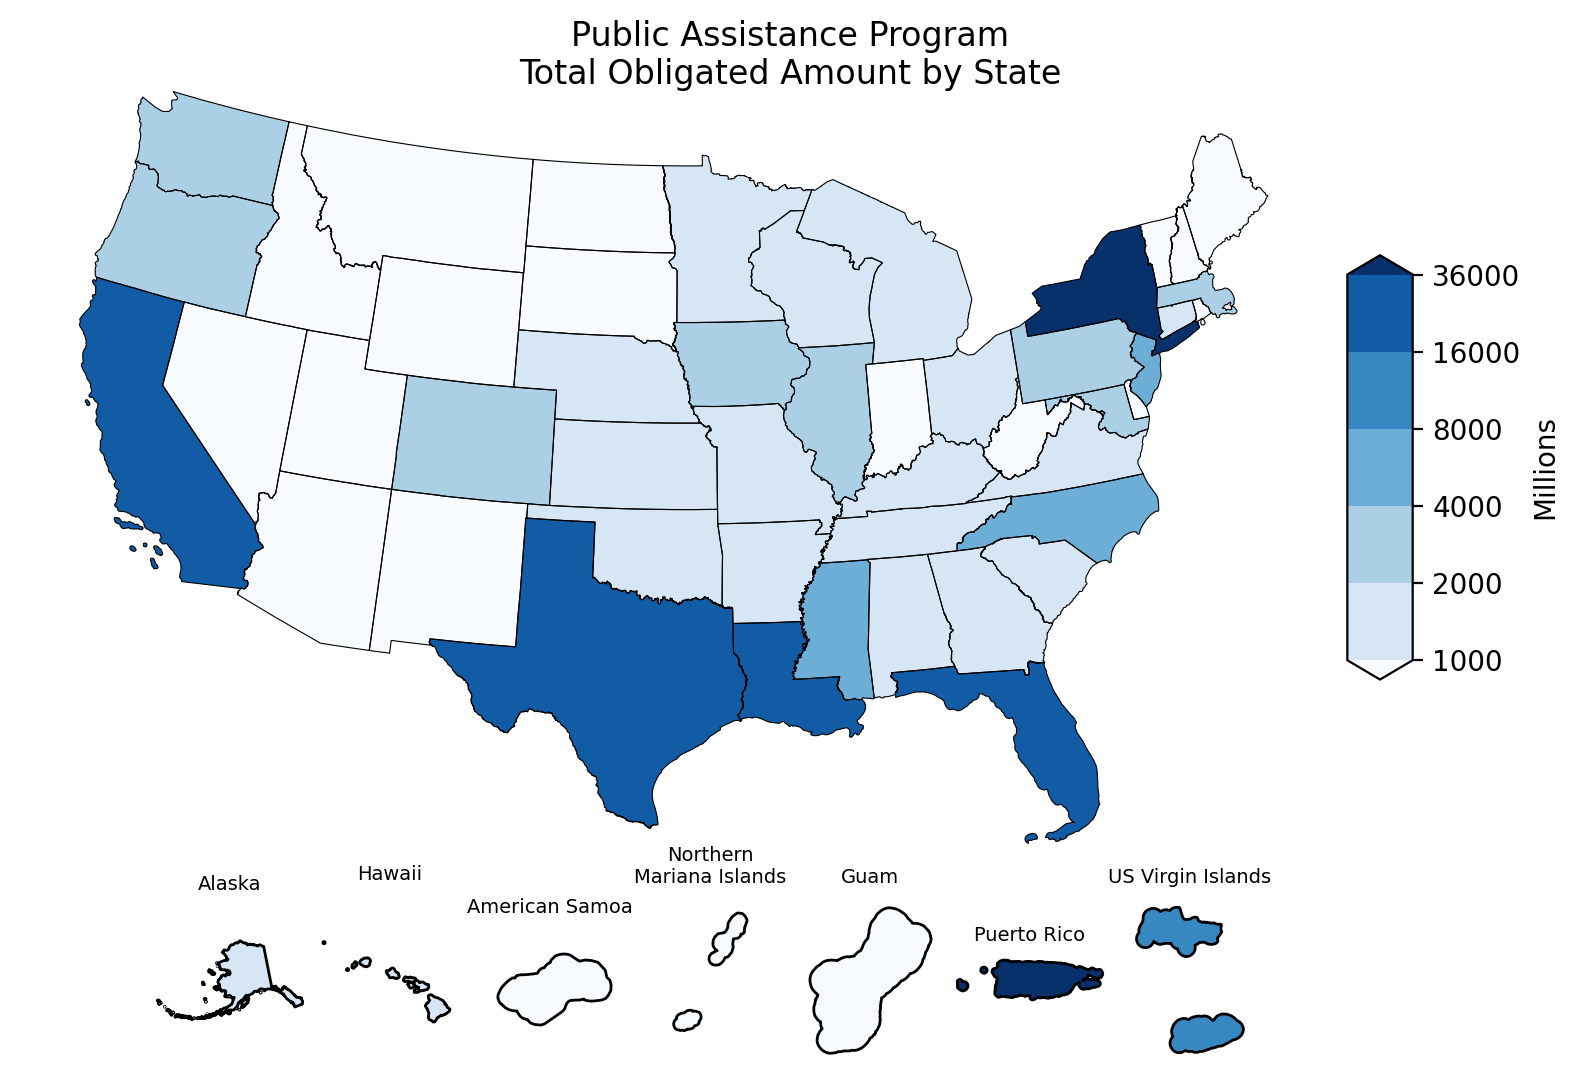 Public Assistance Program
Total Obligated Amount by State
36000
16000
8000
4000
2000
1000
Millions
Alaska
Hawaii
American Samoa
Northern
Mariana Islands
Guam
Puerto Rico
US Virgin Islands